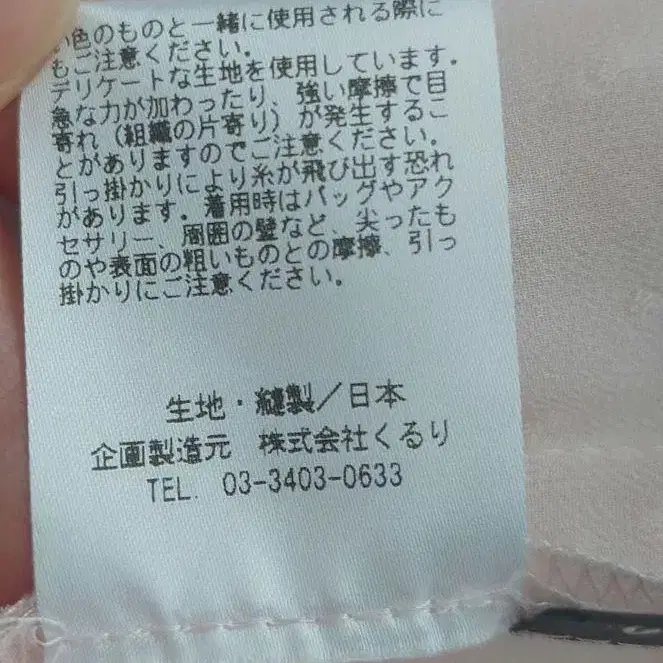 い色のものと一緒に使用される際に
もご注意ください。
デリケートな生地を使用しています。
急な力が加わったり、強い摩擦で目
寄れ（組織の片寄り）が発生するこ
とがありますのでご注意ください。
引っ掛かりにより糸が飛び出す恐れ
があります。着用時はバッグやアク
セサリー、周囲の壁など、尖ったも
のや表面の粗いものとの摩擦、引っ
掛かりにご注意ください。
生地・縫製／日本
企画製造元 株式会社くるり
TEL. 03-3403-0633